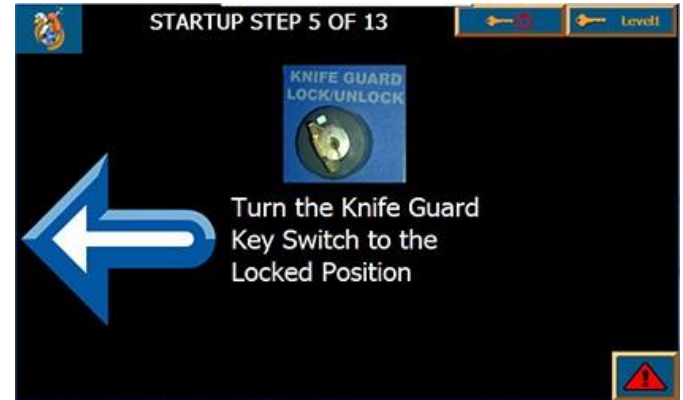 STARTUP STEP 5 OF 13
Level1
KNIFE GUARD
LOCK/UNLOCK
Turn the Knife Guard
Key Switch to the
Locked Position